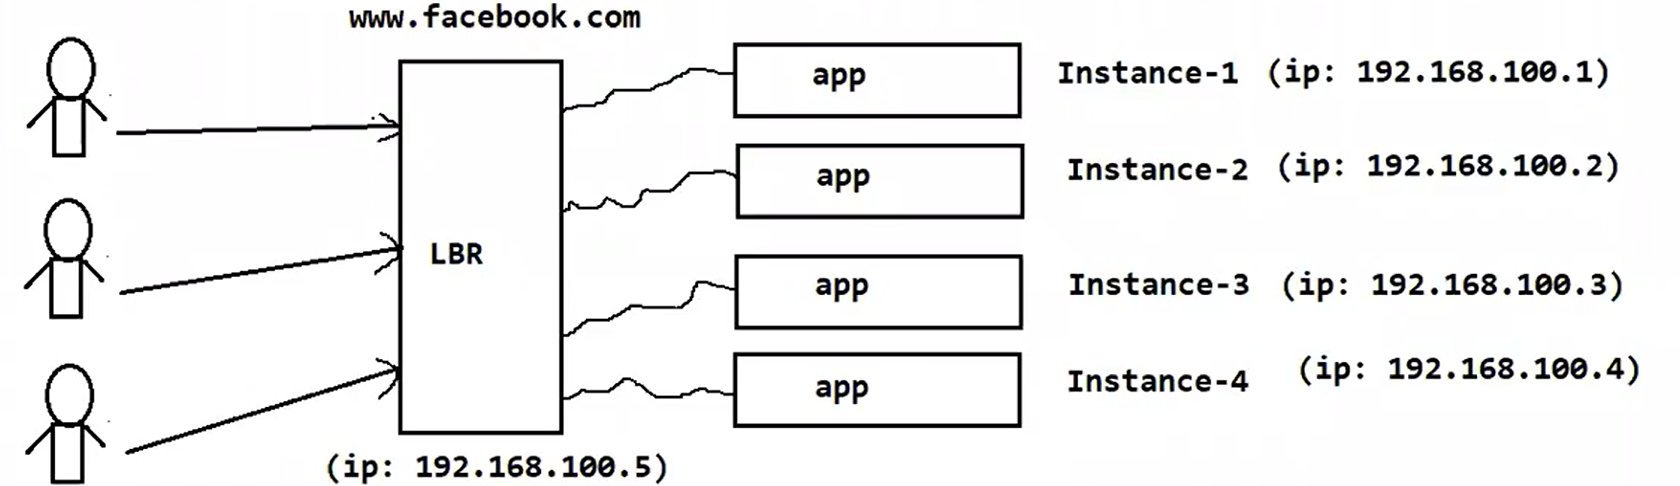 www.facebook.com
app Instance-1 (ip: 192.168.100.1)
app Instance-2 (ip: 192.168.100.2)
LBR
app Instance-3 (ip: 192.168.100.3)
app Instance-4 (ip: 192.168.100.4)
(ip: 192.168.100.5)